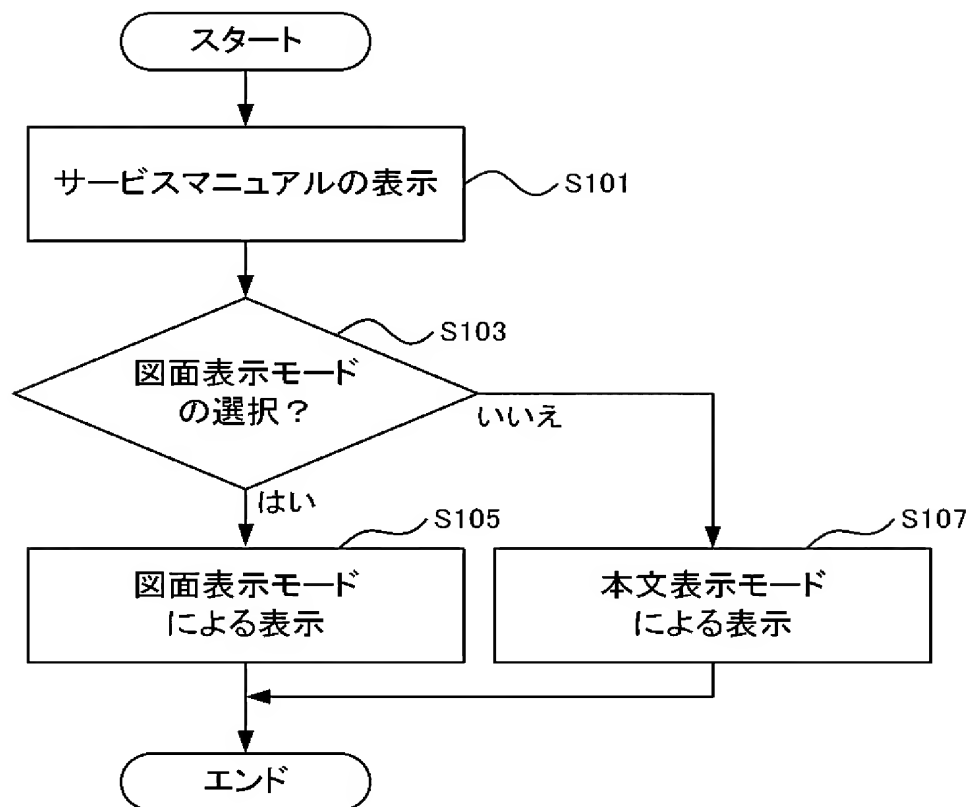 スタート
サービスマニュアルの表示
S101
S103
図面表示モード
の選択？
いいえ
はい
S105
S107
図面表示モード
による表示
本文表示モード
による表示
エンド